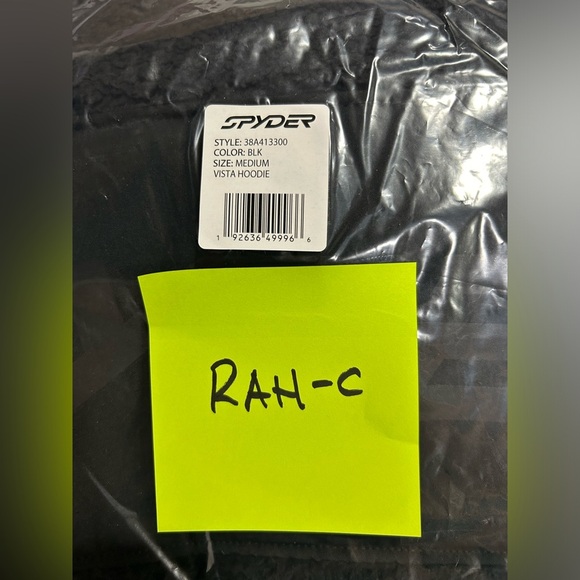 SPYDER
STYLE: 38A413300
COLOR: BLK
SIZE: MEDIUM
VISTA HOODIE
1 92636 49996 6
RAH-C